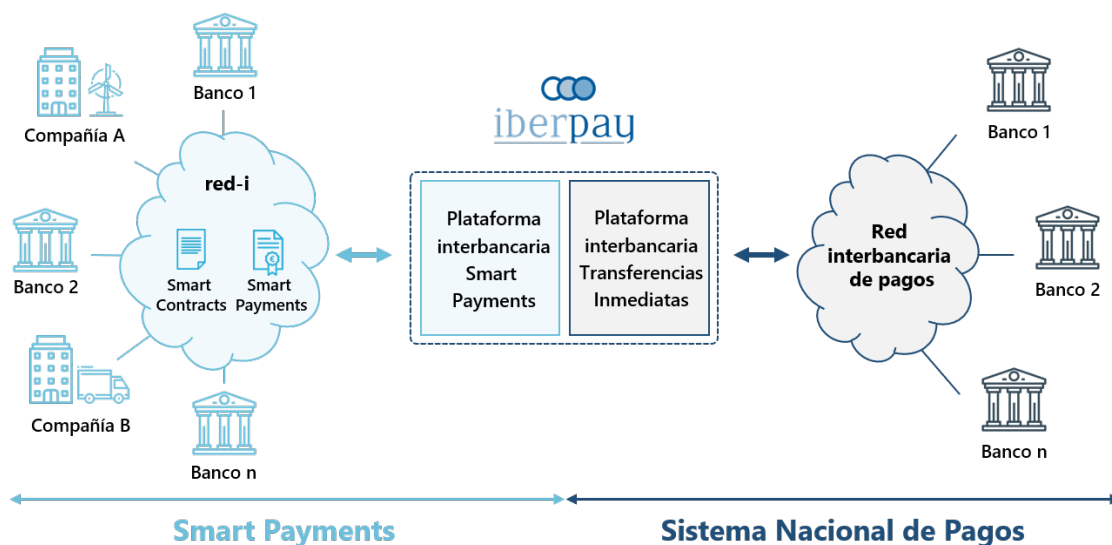 Banco 1
Compañía A
red-i
Banco 2
Smart
Contracts
Smart
Payments
€
Compañía B
Banco n
iberpay
Plataforma
interbancaria
Smart
Payments
Plataforma
interbancaria
Transferencias
Inmediatas
Red
interbancaria
de pagos
Banco 1
Banco 2
Banco n
Smart Payments
Sistema Nacional de Pagos